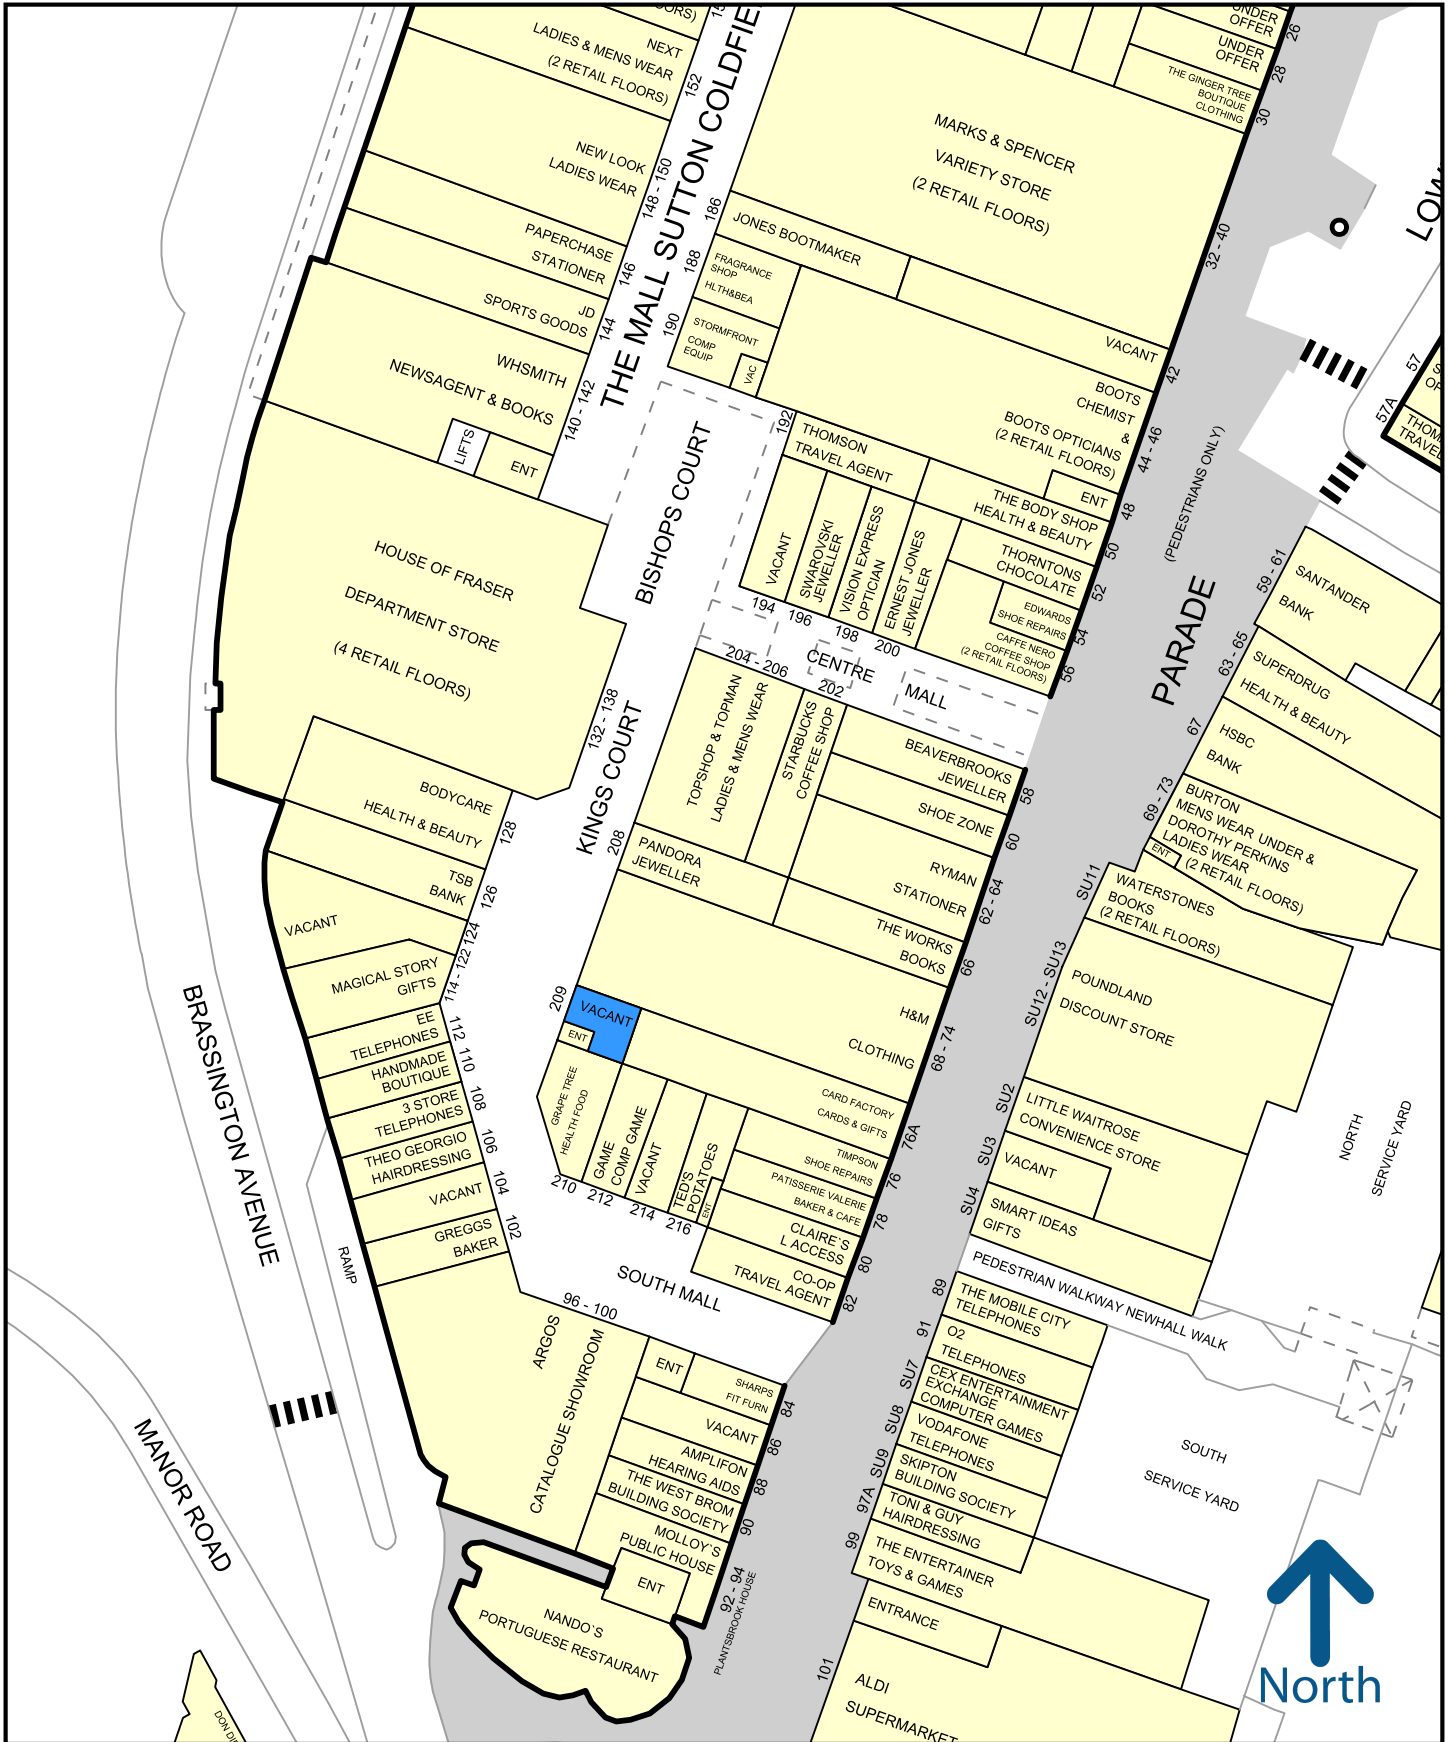 NEXT
LADIES & MENS WEAR
(2 RETAIL FLOORS)
152
NEW LOOK
LADIES WEAR
148 - 150
PAPERCHASE
STATIONER
146
JD
SPORTS GOODS
144
WHSMITH
NEWSAGENT & BOOKS
140 - 142
LIFTS
ENT
THE MALL SUTTON COLDFIE
UNDER
OFFER
26
UNDER
OFFER
28
THE GINGER TREE
BOUTIQUE
CLOTHING
30
MARKS & SPENCER
VARIETY STORE
(2 RETAIL FLOORS)
32 - 40
186
JONES BOOTMAKER
188
FRAGRANCE
SHOP
HLTH&BEA
190
STORMFRONT
COMP
EQUIP
VAC
VACANT
42
BOOTS
CHEMIST
&
BOOTS OPTICIANS
(2 RETAIL FLOORS)
44 - 46
ENT
192
THOMSON
TRAVEL AGENT
THE BODY SHOP
HEALTH & BEAUTY
48
THORNTONS
CHOCOLATE
50
52
EDWARDS
SHOE REPAIRS
54
CAFFE NERO
COFFEE SHOP
(2 RETAIL FLOORS)
56
VACANT
194
SWAROVSKI
JEWELLER
196
VISION EXPRESS
OPTICIAN
198
ERNEST JONES
JEWELLER
200
BISHOPS COURT
HOUSE OF FRASER
DEPARTMENT STORE
(4 RETAIL FLOORS)
132 - 138
CENTRE
MALL
204 - 206
202
TOPSHOP & TOPMAN
LADIES & MENS WEAR
STARBUCKS
COFFEE SHOP
BEAVERBROOKS
JEWELLER
58
SHOE ZONE
60
RYMAN
STATIONER
62 - 64
THE WORKS
BOOKS
66
KINGS COURT
208
PANDORA
JEWELLER
H&M
CLOTHING
68 - 74
209
VACANT
ENT
CARD FACTORY
CARDS & GIFTS
76A
TIMPSON
SHOE REPAIRS
76
PATISSERIE VALERIE
BAKER & CAFE
78
CLAIRE`S
L ACCESS
80
CO-OP
TRAVEL AGENT
82
GRAPE TREE
HEALTH FOOD
210
GAME
COMP GAME
212
VACANT
214
TED'S
POTATOES
216
ENT
BODYCARE
HEALTH & BEAUTY
128
TSB
BANK
126
VACANT
124
MAGICAL STORY
GIFTS
114 - 122
EE
TELEPHONES
112
HANDMADE
BOUTIQUE
110
3 STORE
TELEPHONES
108
THEO GEORGIO
HAIRDRESSING
106
VACANT
104
GREGGS
BAKER
102
SOUTH MALL
96 - 100
ARGOS
CATALOGUE SHOWROOM
ENT
SHARPS
FIT FURN
84
VACANT
86
AMPLIFON
HEARING AIDS
88
THE WEST BROM
BUILDING SOCIETY
90
MOLLOY`S
PUBLIC HOUSE
92 - 94
PLANTSBROOK HOUSE
ENT
NANDO`S
PORTUGUESE RESTAURANT
BRASSINGTON AVENUE
RAMP
MANOR ROAD
(PEDESTRIANS ONLY)
PARADE
57
57A
59 - 61
SANTANDER
BANK
63 - 65
SUPERDRUG
HEALTH & BEAUTY
67
HSBC
BANK
69 - 73
BURTON
MENS WEAR UNDER &
DOROTHY PERKINS
LADIES WEAR
(2 RETAIL FLOORS)
ENT
SU11
WATERSTONES
BOOKS
(2 RETAIL FLOORS)
SU12 - SU13
POUNDLAND
DISCOUNT STORE
SU2
LITTLE WAITROSE
CONVENIENCE STORE
SU3
VACANT
SU4
SMART IDEAS
GIFTS
NORTH
SERVICE YARD
PEDESTRIAN WALKWAY NEWHALL WALK
89
THE MOBILE CITY
TELEPHONES
91
O2
TELEPHONES
SU7
CEX ENTERTAINMENT
EXCHANGE
COMPUTER GAMES
SU8
VODAFONE
TELEPHONES
SU9
SKIPTON
BUILDING SOCIETY
97A
TONI & GUY
HAIRDRESSING
99
THE ENTERTAINER
TOYS & GAMES
ENTRANCE
101
ALDI
SUPERMARKET
SOUTH
SERVICE YARD
North